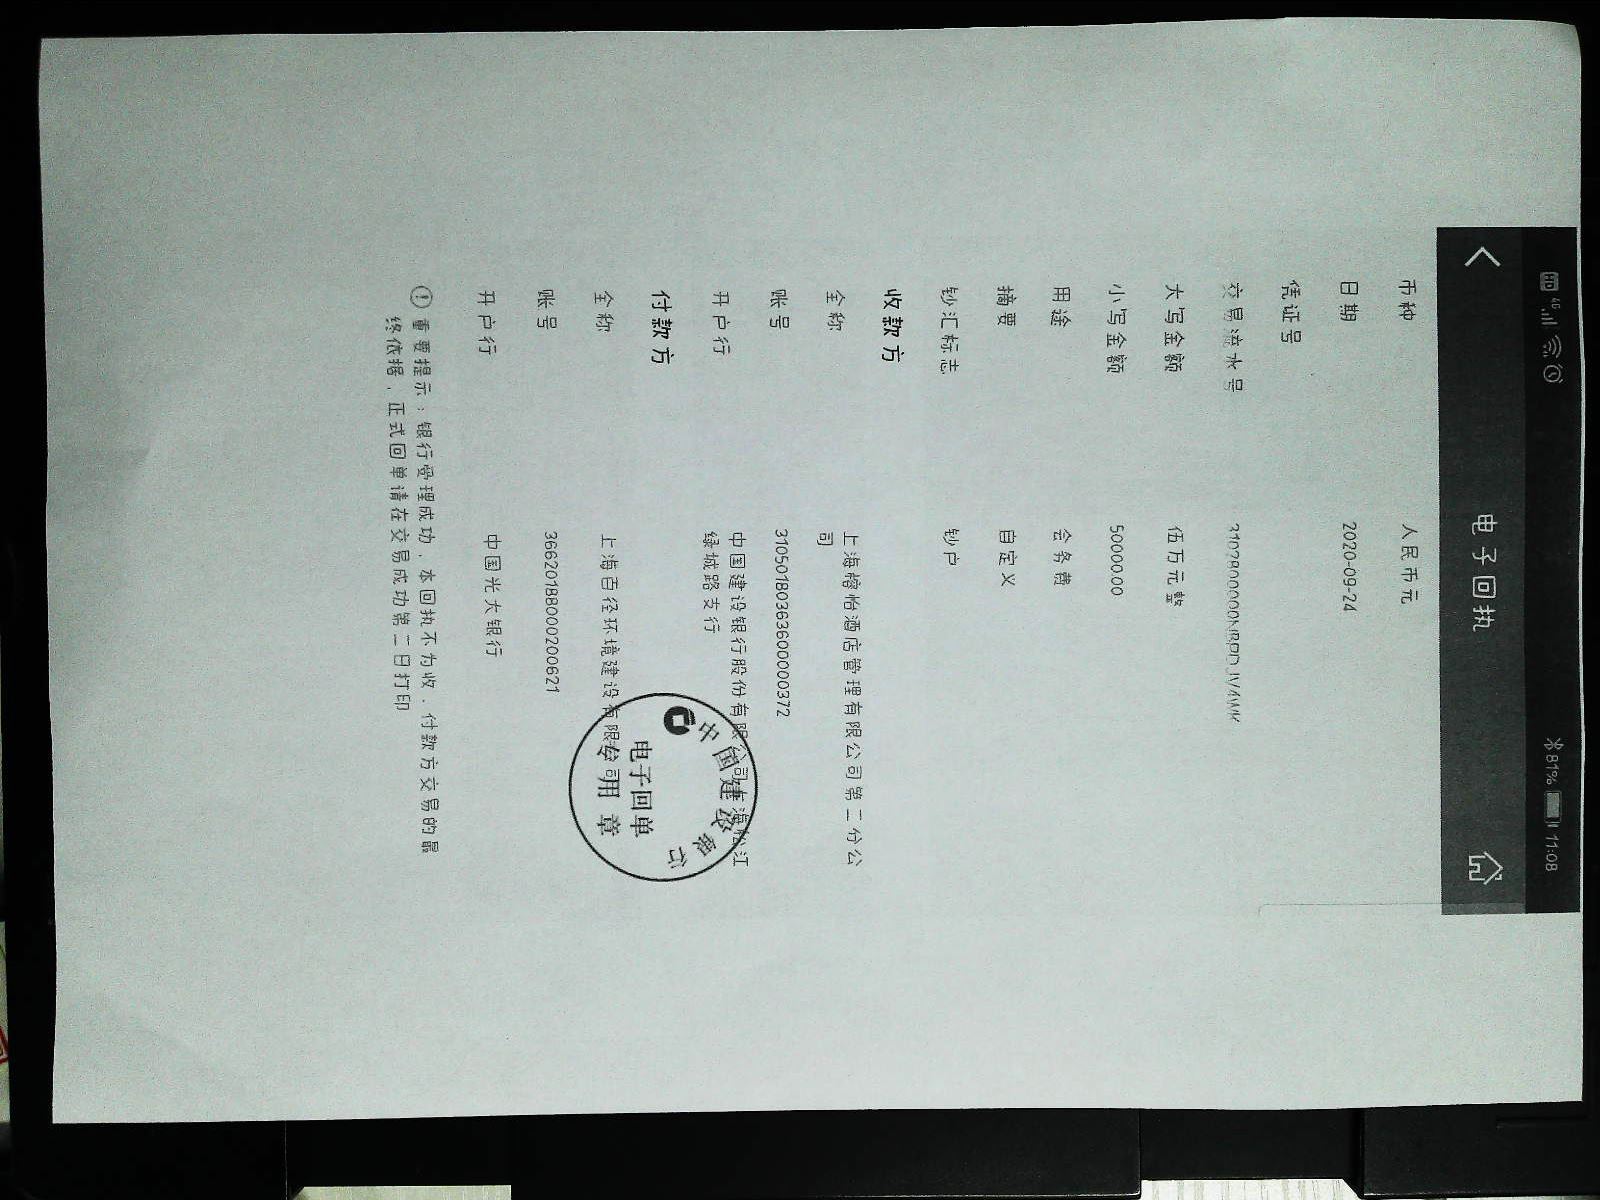 HD 4G 81% 11:08
电子回执
币种 人民币元
日期 2020-09-24
凭证号
交易流水号
大写金额 伍万元整
小写金额 50000.00
用途 会务费
摘要 自定义
钞汇标志 钞户
收款方
全称 上海榕怡酒店管理有限公司第二分公
司
账号 31050180363600000372
开户行 中国建设银行股份有限公司上海松江
绿城路支行
付款方
全称 上海百径环境建设有限公司
账号 36620188000200621
开户行 中国光大银行
中国建设银行
电子回单
专用章
重要提示：银行受理成功，本回执不为收、付款方交易的最
终依据，正式回单请在交易成功第二日打印